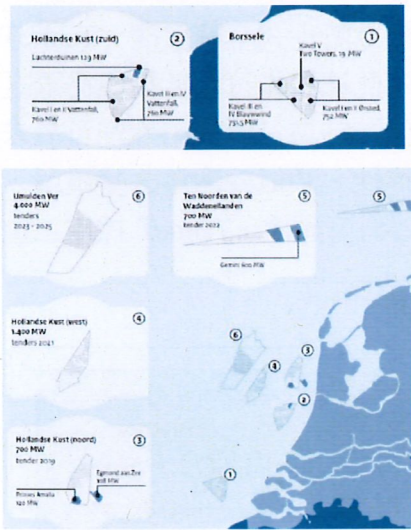 Hollandse Kust (zuid)
2
Luchterduinen 129 MW
Kavel III en IV
Vattenfall,
760 MW
Kavel I en II Vattenfall,
760 MW
Borssele
1
Kavel V
Two Towers, 19 MW
Kavel III en
IV Blauwwind
731,5 MW
Kavel I en II Ørsted,
752 MW
IJmuiden Ver
4.000 MW
tenders
2023 - 2025
6
Ten Noorden van de
Waddeneilanden
700 MW
tender 2022
5
Gemini 600 MW
5
Hollandse Kust (west)
1.400 MW
tenders 2021
4
Hollandse Kust (noord)
700 MW
tender 2019
3
Egmond aan Zee
108 MW
Prinses Amalia
120 MW
6
4
3
2
1